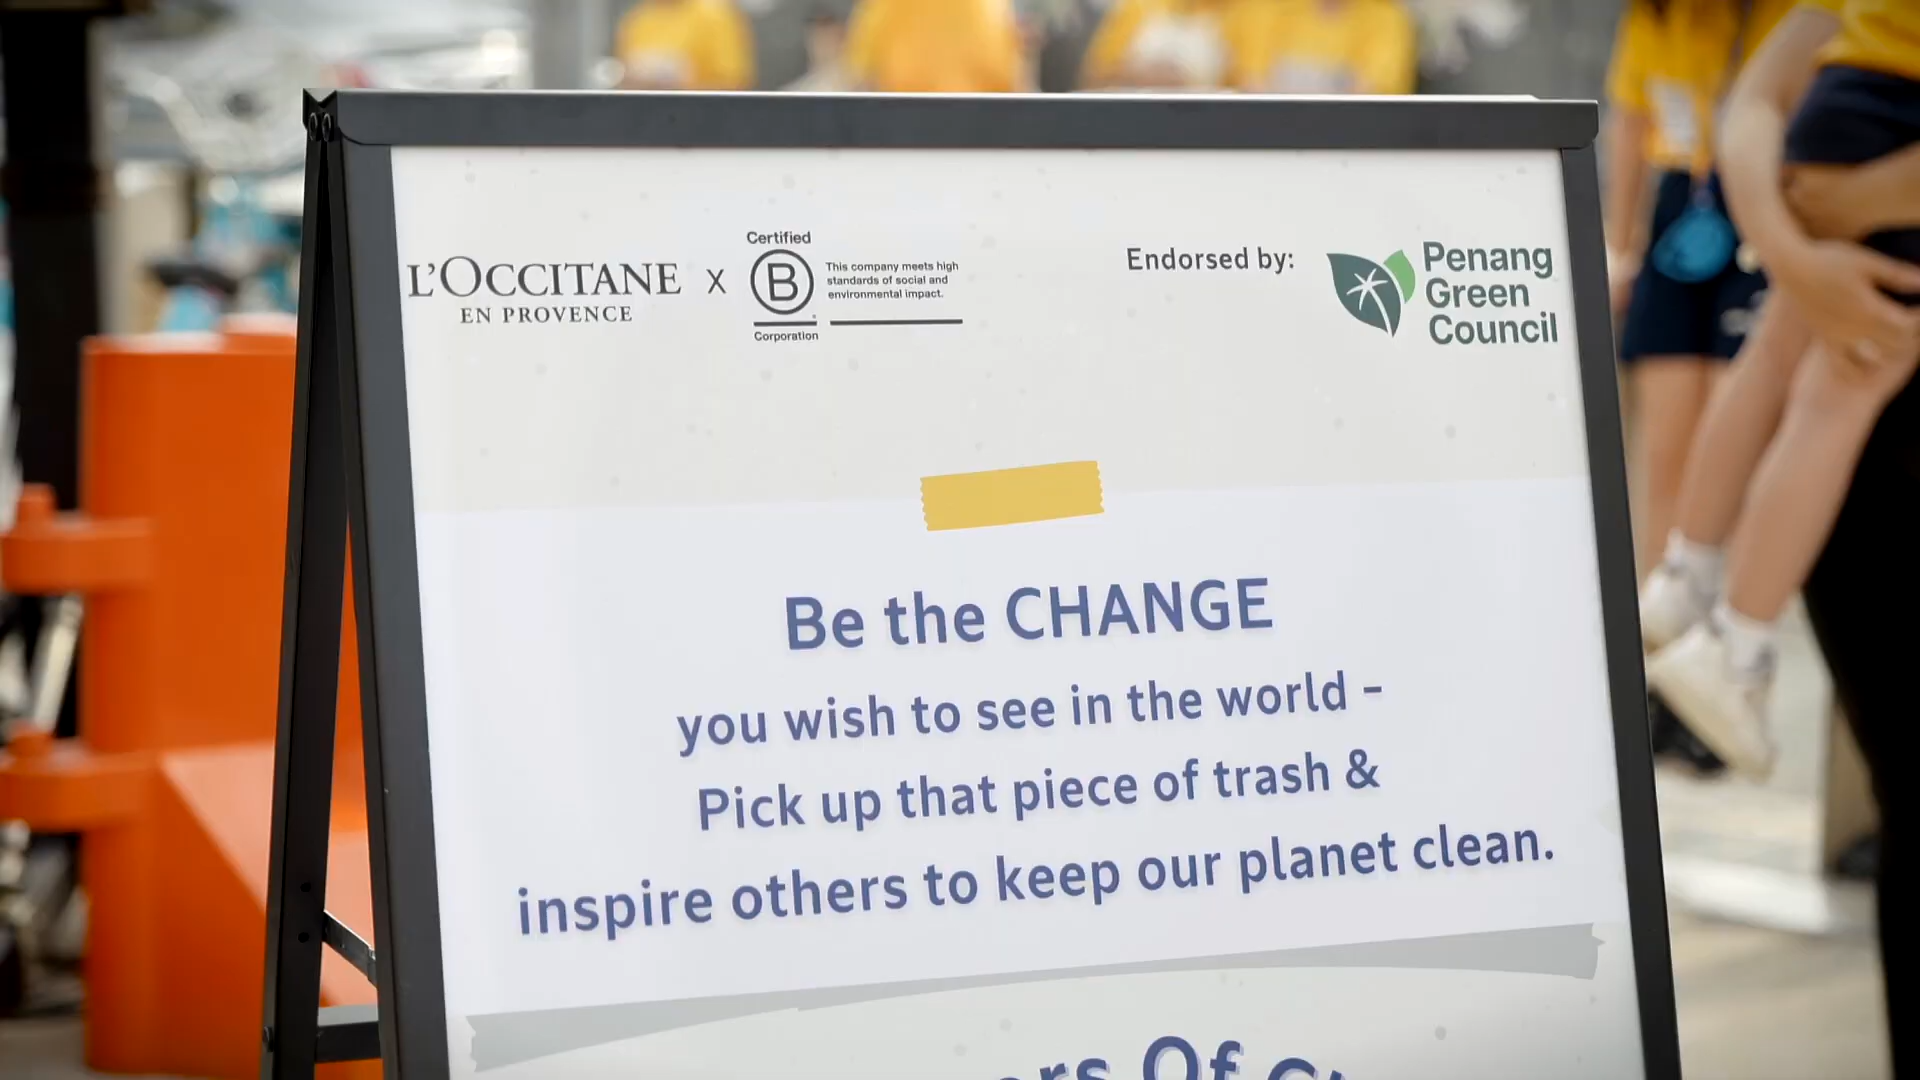 L'OCCITANE
EN PROVENCE
X
Certified
B
Corporation
This company meets high
standards of social and
environmental impact.
Endorsed by:
Penang
Green
Council
Be the CHANGE
you wish to see in the world –
Pick up that piece of trash &
inspire others to keep our planet clean.
Of